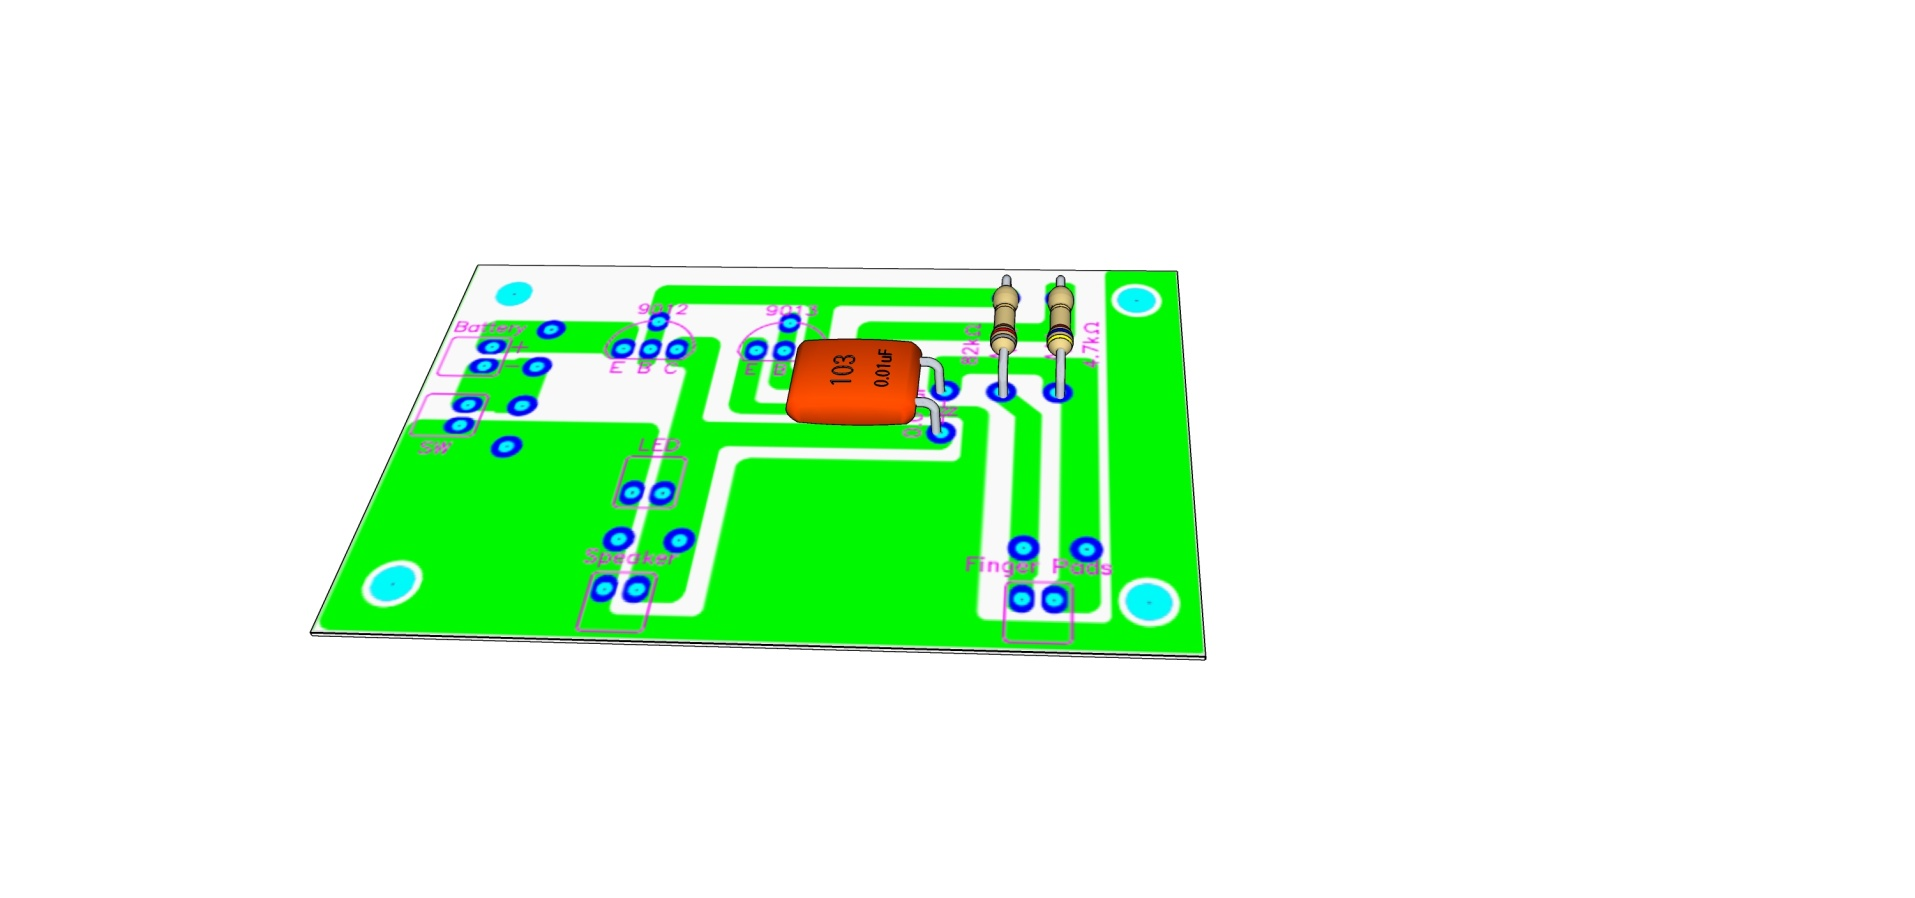 9012
9013
Battery
+
-
E B C
E
82kΩ
4.7kΩ
103
0.01uF
SW
LED
Speaker
Finger Pads